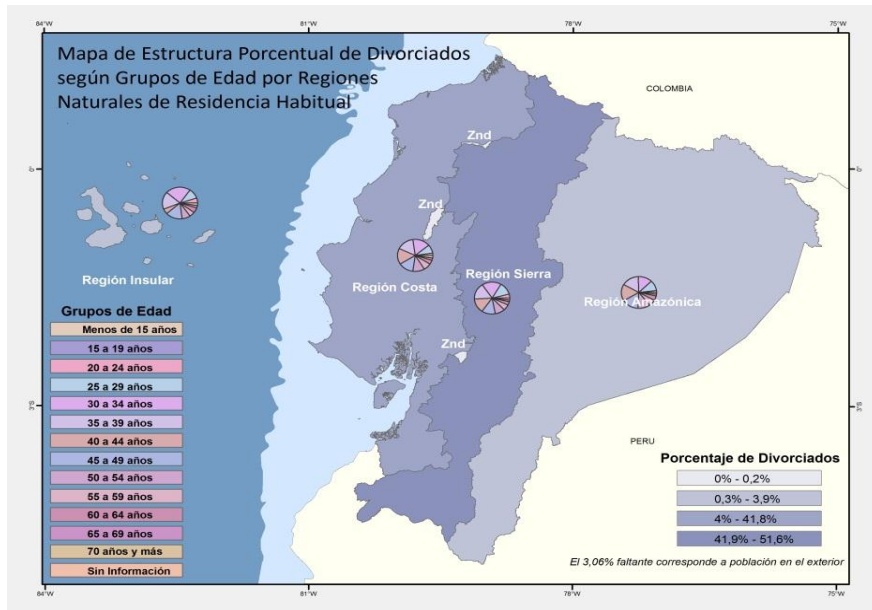 84°W
81°W
78°W
75°W
Mapa de Estructura Porcentual de Divorciados
según Grupos de Edad por Regiones
Naturales de Residencia Habitual
COLOMBIA
Znd
0°
0°
Znd
Región Insular
Región Costa
Región Sierra
Región Amazónica
Grupos de Edad
Menos de 15 años
15 a 19 años
20 a 24 años
25 a 29 años
30 a 34 años
35 a 39 años
40 a 44 años
45 a 49 años
50 a 54 años
55 a 59 años
60 a 64 años
65 a 69 años
70 años y más
Sin Información
Znd
3°S
3°S
PERU
Porcentaje de Divorciados
0% - 0,2%
0,3% - 3,9%
4% - 41,8%
41,9% - 51,6%
El 3,06% faltante corresponde a población en el exterior
84°W
81°W
78°W
75°W